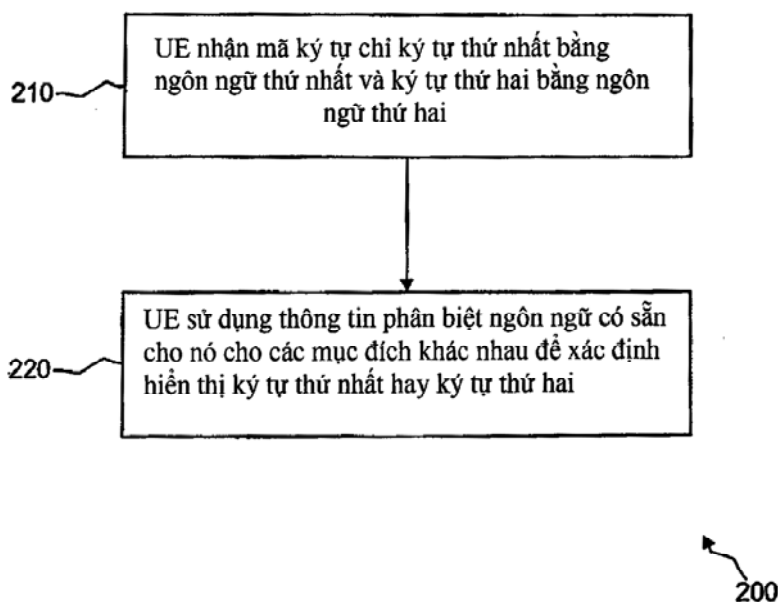 UE nhận mã ký tự chỉ ký tự thứ nhất bằng
ngôn ngữ thứ nhất và ký tự thứ hai bằng ngôn
ngữ thứ hai
210
UE sử dụng thông tin phân biệt ngôn ngữ có sẵn
cho nó cho các mục đích khác nhau để xác định
hiển thị ký tự thứ nhất hay ký tự thứ hai
220
200